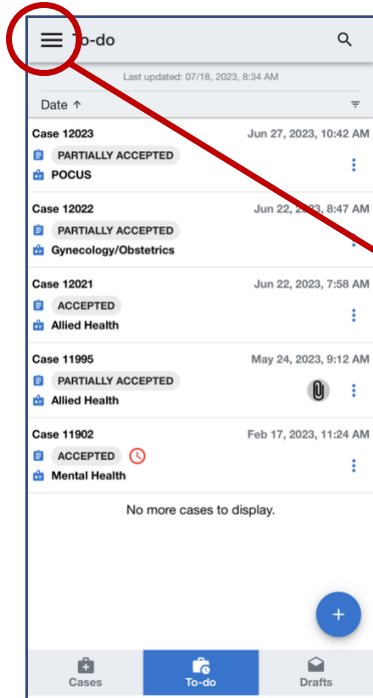 To-do
Last updated: 07/18, 2023, 8:34 AM
Date ↑
Case 12023 Jun 27, 2023, 10:42 AM
PARTIALLY ACCEPTED
POCUS
Case 12022 Jun 22, 2023, 8:47 AM
PARTIALLY ACCEPTED
Gynecology/Obstetrics
Case 12021 Jun 22, 2023, 7:58 AM
ACCEPTED
Allied Health
Case 11995 May 24, 2023, 9:12 AM
PARTIALLY ACCEPTED
Allied Health
Case 11902 Feb 17, 2023, 11:24 AM
ACCEPTED
Mental Health
No more cases to display.
+
Cases To-do Drafts